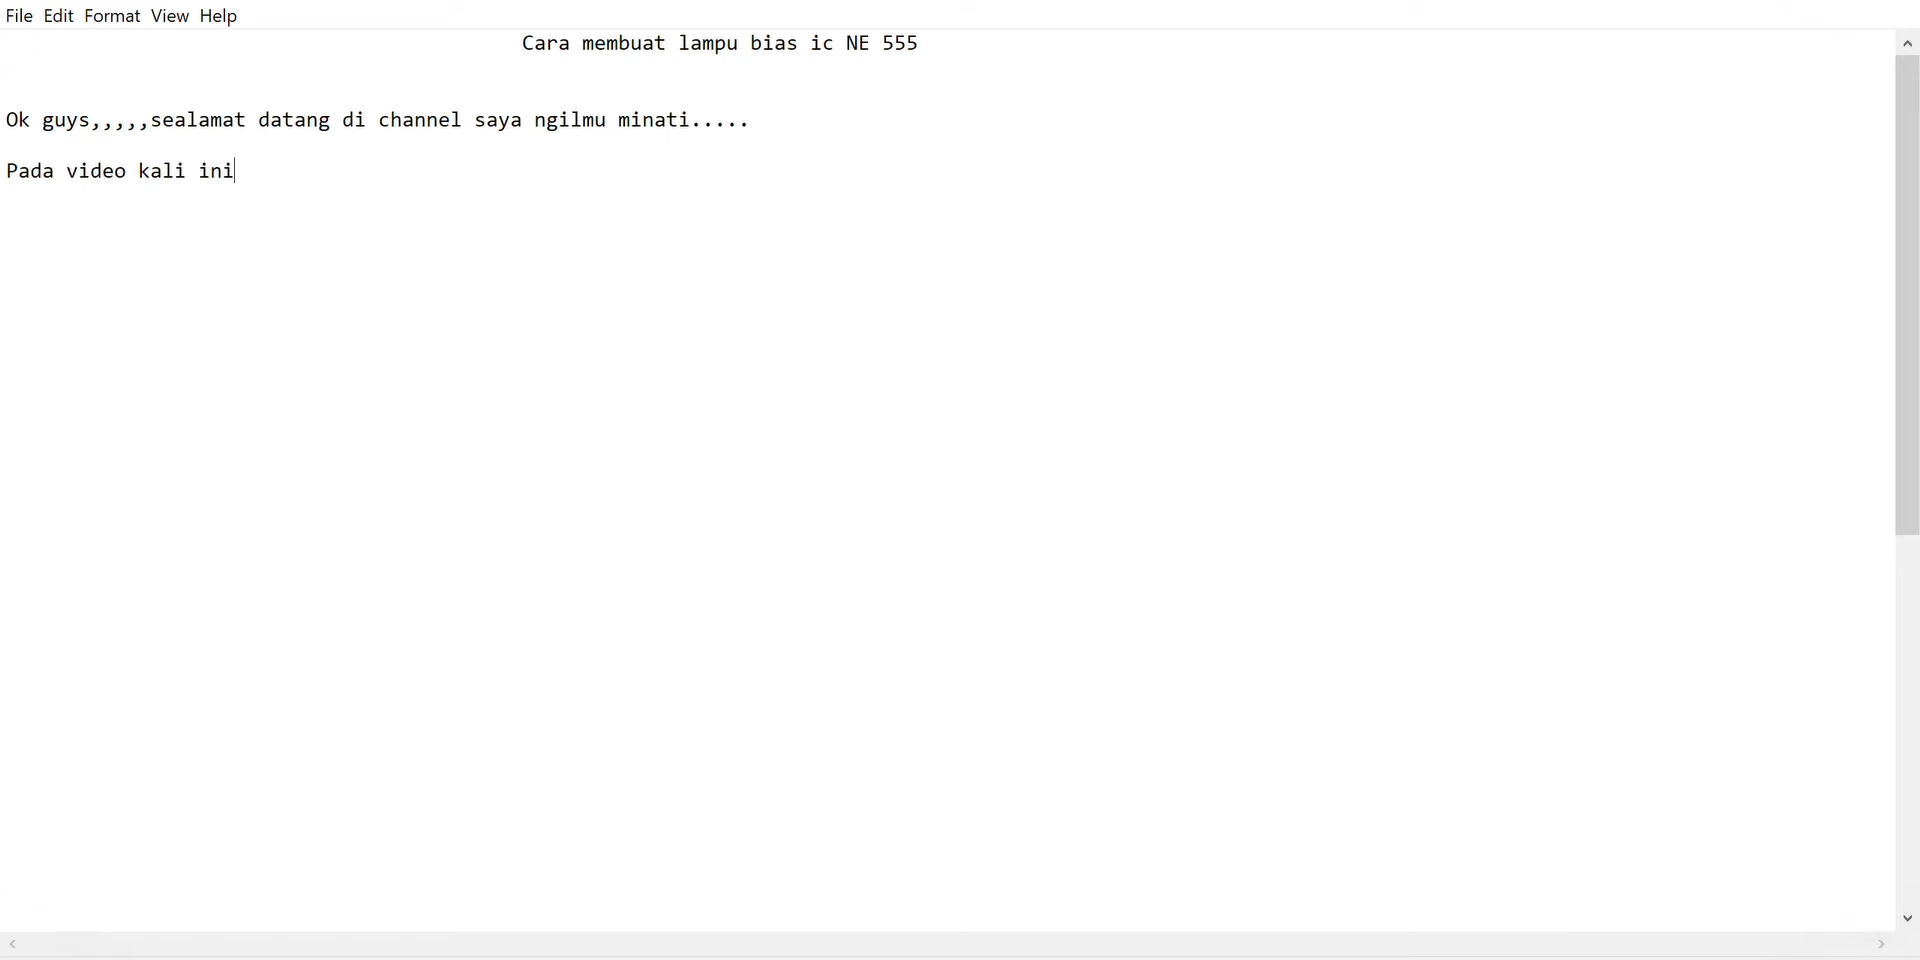 File Edit Format View Help
Cara membuat lampu bias ic NE 555
Ok guys,,,,,sealamat datang di channel saya ngilmu minati.....
Pada video kali ini